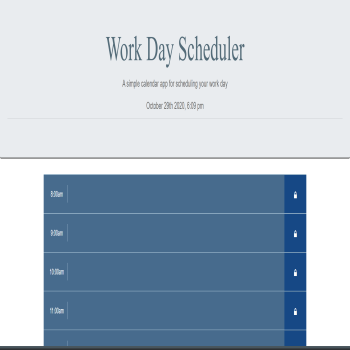 Work Day Scheduler
A simple calendar app for scheduling your work day
October 29th 2020, 6:09 pm
8:00am
9:00am
10:00am
11:00am